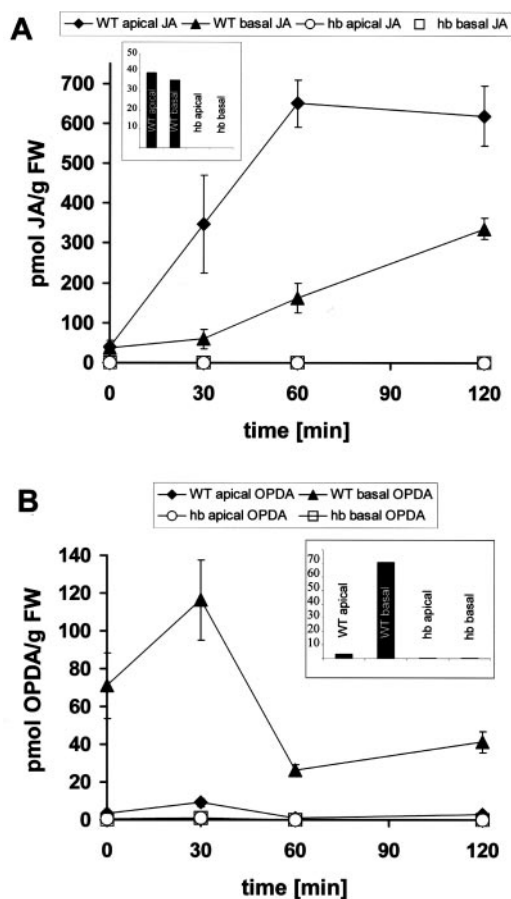 A
WT apical JA WT basal JA hb apical JA hb basal JA
pmol JA/g FW
700
600
500
400
300
200
100
0
50
40
30
20
10
WT apical
WT basal
hb apical
hb basal
0 30 60 90 120
time [min]
B
WT apical OPDA WT basal OPDA
hb apical OPDA hb basal OPDA
pmol OPDA/g FW
140
120
100
80
60
40
20
0
70
60
50
40
30
20
10
WT apical
WT basal
hb apical
hb basal
0 30 60 90 120
time [min]